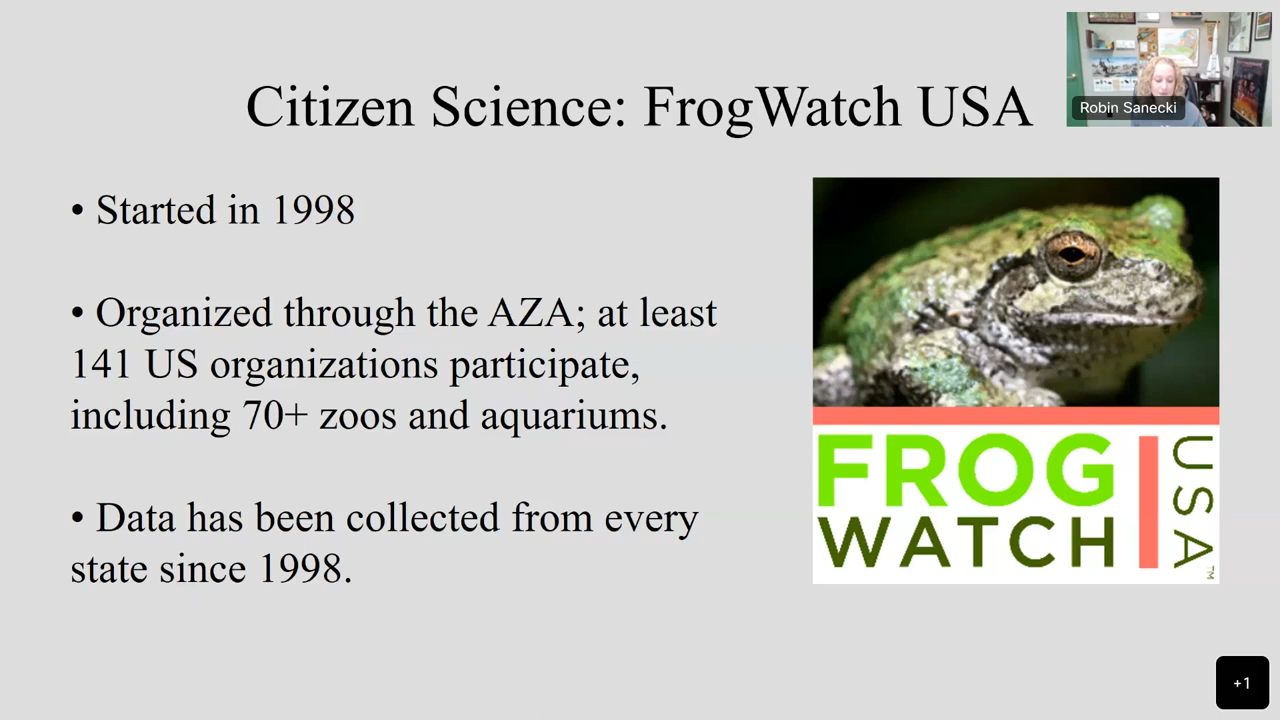 Citizen Science: FrogWatch USA
Robin Sanecki
• Started in 1998
• Organized through the AZA; at least
141 US organizations participate,
including 70+ zoos and aquariums.
• Data has been collected from every
state since 1998.
FROG
WATCH
USA
TM
+1